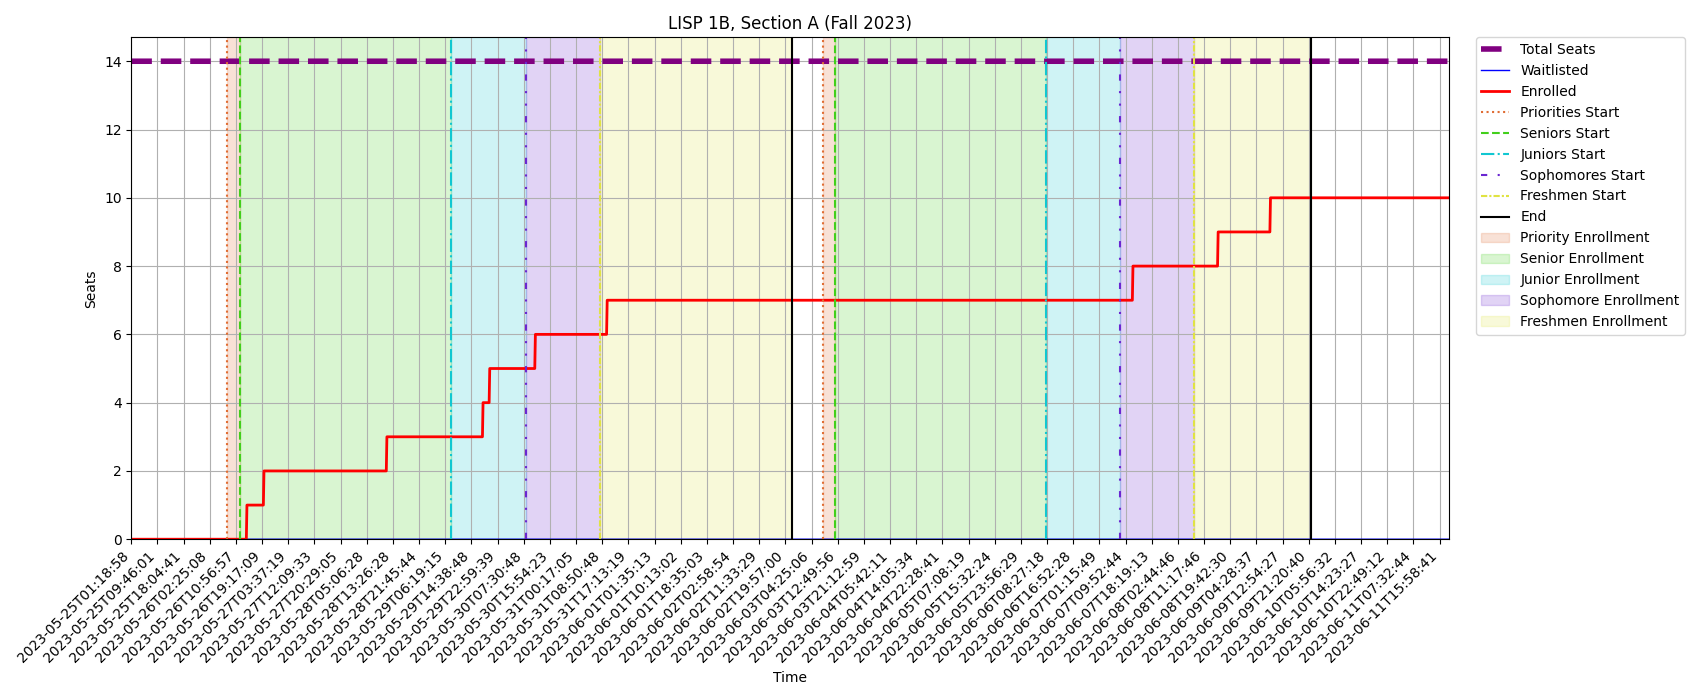 LISP 1B, Section A (Fall 2023)
Seats
14
12
10
8
6
4
2
0
2023-05-25T01:18:58
2023-05-25T09:46:01
2023-05-25T18:04:41
2023-05-26T02:25:08
2023-05-26T10:56:57
2023-05-26T19:17:09
2023-05-27T03:37:19
2023-05-27T12:09:33
2023-05-27T20:29:05
2023-05-28T05:06:28
2023-05-28T13:26:28
2023-05-28T21:45:44
2023-05-29T06:19:15
2023-05-29T14:38:48
2023-05-29T22:59:39
2023-05-30T07:30:48
2023-05-30T15:54:23
2023-05-31T00:17:05
2023-05-31T08:50:48
2023-05-31T17:13:19
2023-06-01T01:35:13
2023-06-01T10:13:02
2023-06-01T18:35:03
2023-06-02T02:58:54
2023-06-02T11:33:29
2023-06-02T19:57:00
2023-06-03T04:25:06
2023-06-03T12:49:56
2023-06-03T21:12:59
2023-06-04T05:42:11
2023-06-04T14:05:34
2023-06-04T22:28:41
2023-06-05T07:08:19
2023-06-05T15:32:24
2023-06-05T23:56:29
2023-06-06T08:27:18
2023-06-06T16:52:28
2023-06-07T01:15:49
2023-06-07T09:52:44
2023-06-07T18:19:13
2023-06-08T02:44:46
2023-06-08T11:17:46
2023-06-08T19:42:30
2023-06-09T04:28:37
2023-06-09T12:54:27
2023-06-09T21:20:40
2023-06-10T05:56:32
2023-06-10T14:23:27
2023-06-10T22:49:12
2023-06-11T07:32:44
2023-06-11T15:58:41
Time
Total Seats
Waitlisted
Enrolled
Priorities Start
Seniors Start
Juniors Start
Sophomores Start
Freshmen Start
End
Priority Enrollment
Senior Enrollment
Junior Enrollment
Sophomore Enrollment
Freshmen Enrollment